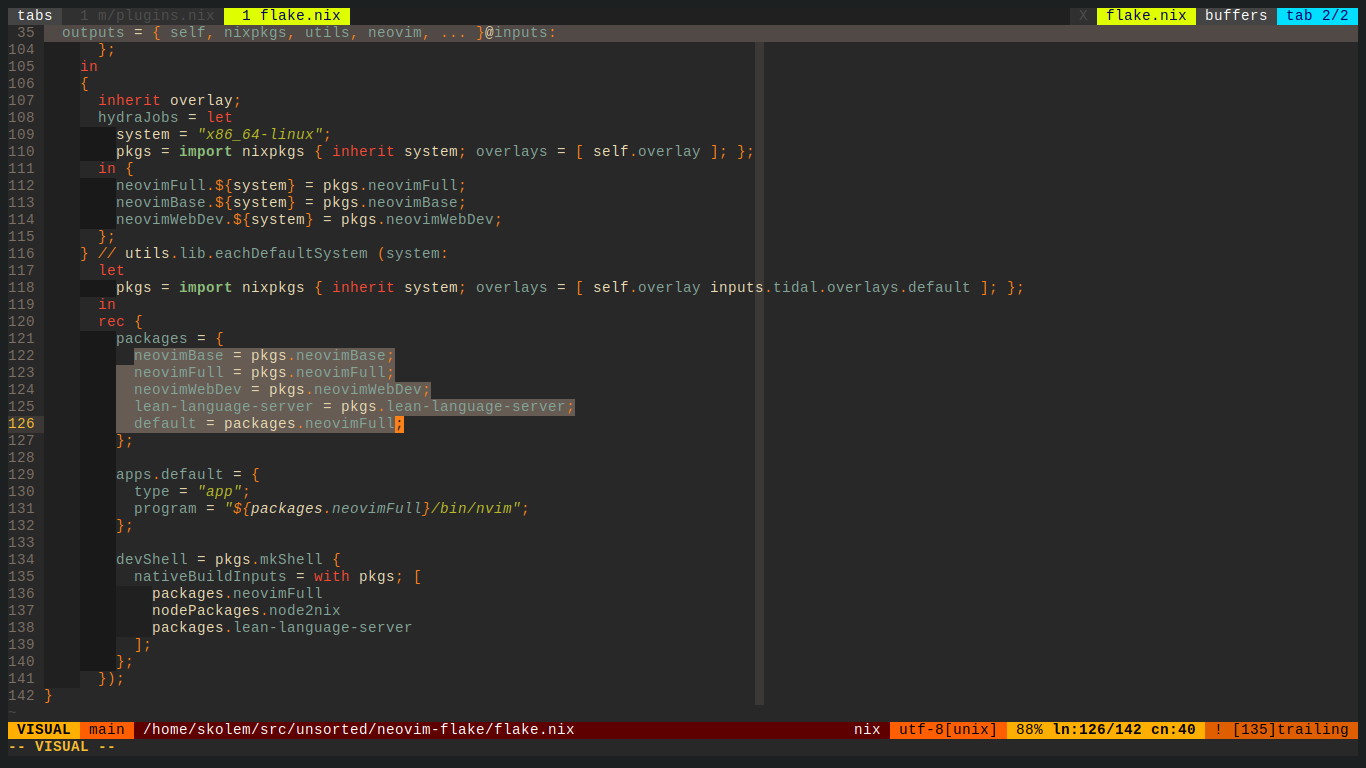 tabs 1 m/plugins.nix 1 flake.nix X flake.nix buffers tab 2/2
35 outputs = { self, nixpkgs, utils, neovim, ... }@inputs:
104 };
105 in
106 {
107 inherit overlay;
108 hydraJobs = let
109 system = "x86_64-linux";
110 pkgs = import nixpkgs { inherit system; overlays = [ self.overlay ]; };
111 in {
112 neovimFull.${system} = pkgs.neovimFull;
113 neovimBase.${system} = pkgs.neovimBase;
114 neovimWebDev.${system} = pkgs.neovimWebDev;
115 };
116 } // utils.lib.eachDefaultSystem (system:
117 let
118 pkgs = import nixpkgs { inherit system; overlays = [ self.overlay inputs.tidal.overlays.default ]; };
119 in
120 rec {
121 packages = {
122 neovimBase = pkgs.neovimBase;
123 neovimFull = pkgs.neovimFull;
124 neovimWebDev = pkgs.neovimWebDev;
125 lean-language-server = pkgs.lean-language-server;
126 default = packages.neovimFull;
127 };
128
129 apps.default = {
130 type = "app";
131 program = "${packages.neovimFull}/bin/nvim";
132 };
133
134 devShell = pkgs.mkShell {
135 nativeBuildInputs = with pkgs; [
136 packages.neovimFull
137 nodePackages.node2nix
138 packages.lean-language-server
139 ];
140 };
141 });
142 }
~
VISUAL main /home/skolem/src/unsorted/neovim-flake/flake.nix nix utf-8[unix] 88% ln:126/142 cn:40 ! [135]trailing
-- VISUAL --